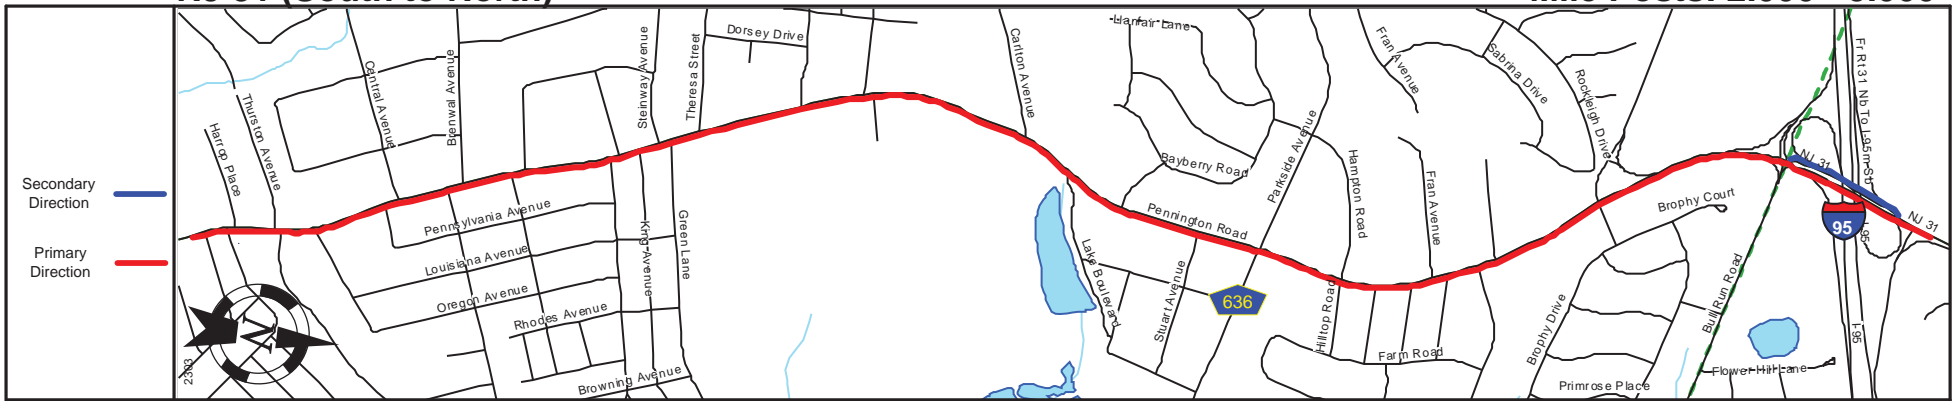 Secondary
Direction
Primary
Direction
Harrop Place
Thurston Avenue
Central Avenue
Brenwal Avenue
Steinway Avenue
Theresa Street
Dorsey Drive
Carlton Avenue
Llanfair Lane
Fran Avenue
Sabrina Drive
Rockleigh Drive
Fr Rt 31 Nb To I-95m St
NJ 31
Bayberry Road
Parkside Avenue
Hampton Road
Fran Avenue
Brophy Court
NJ 31
95
I-95
Pennsylvania Avenue
Louisiana Avenue
Oregon Avenue
Rhodes Avenue
Browning Avenue
King Avenue
Green Lane
Pennington Road
Lake Boulevard
Stuart Avenue
636
Hilltop Road
Farm Road
Brophy Drive
Bull Run Road
Primrose Place
Flower Hill Lane
I-95
N
2303